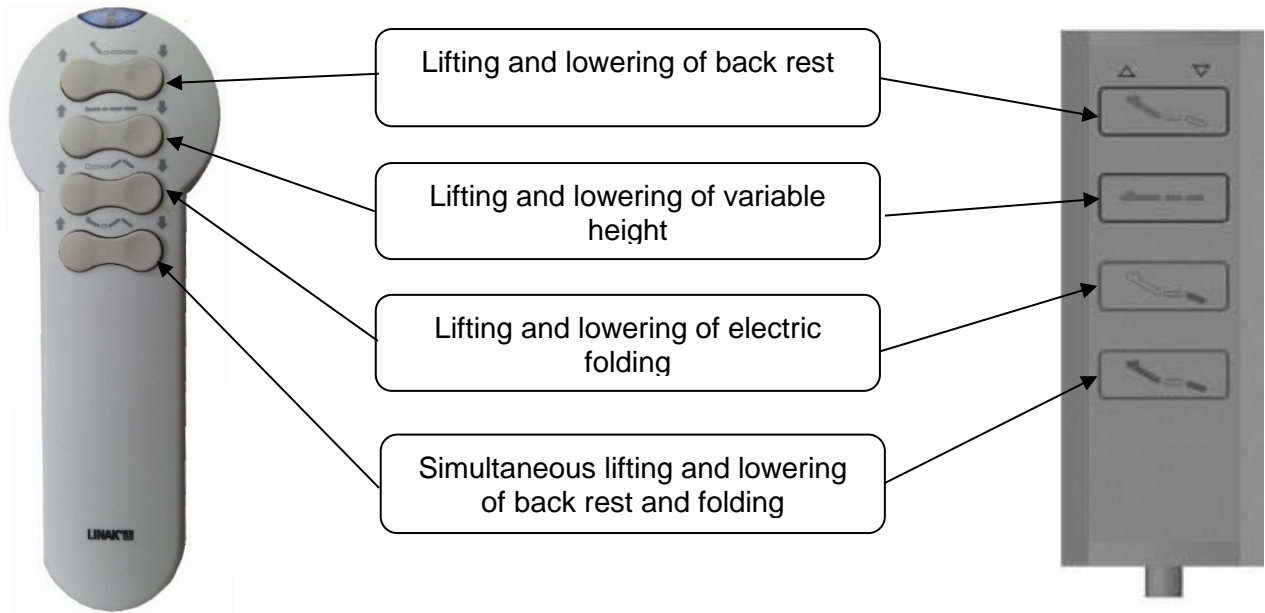 Lifting and lowering of back rest
Lifting and lowering of variable
height
Lifting and lowering of electric
folding
Simultaneous lifting and lowering
of back rest and folding
LINAK